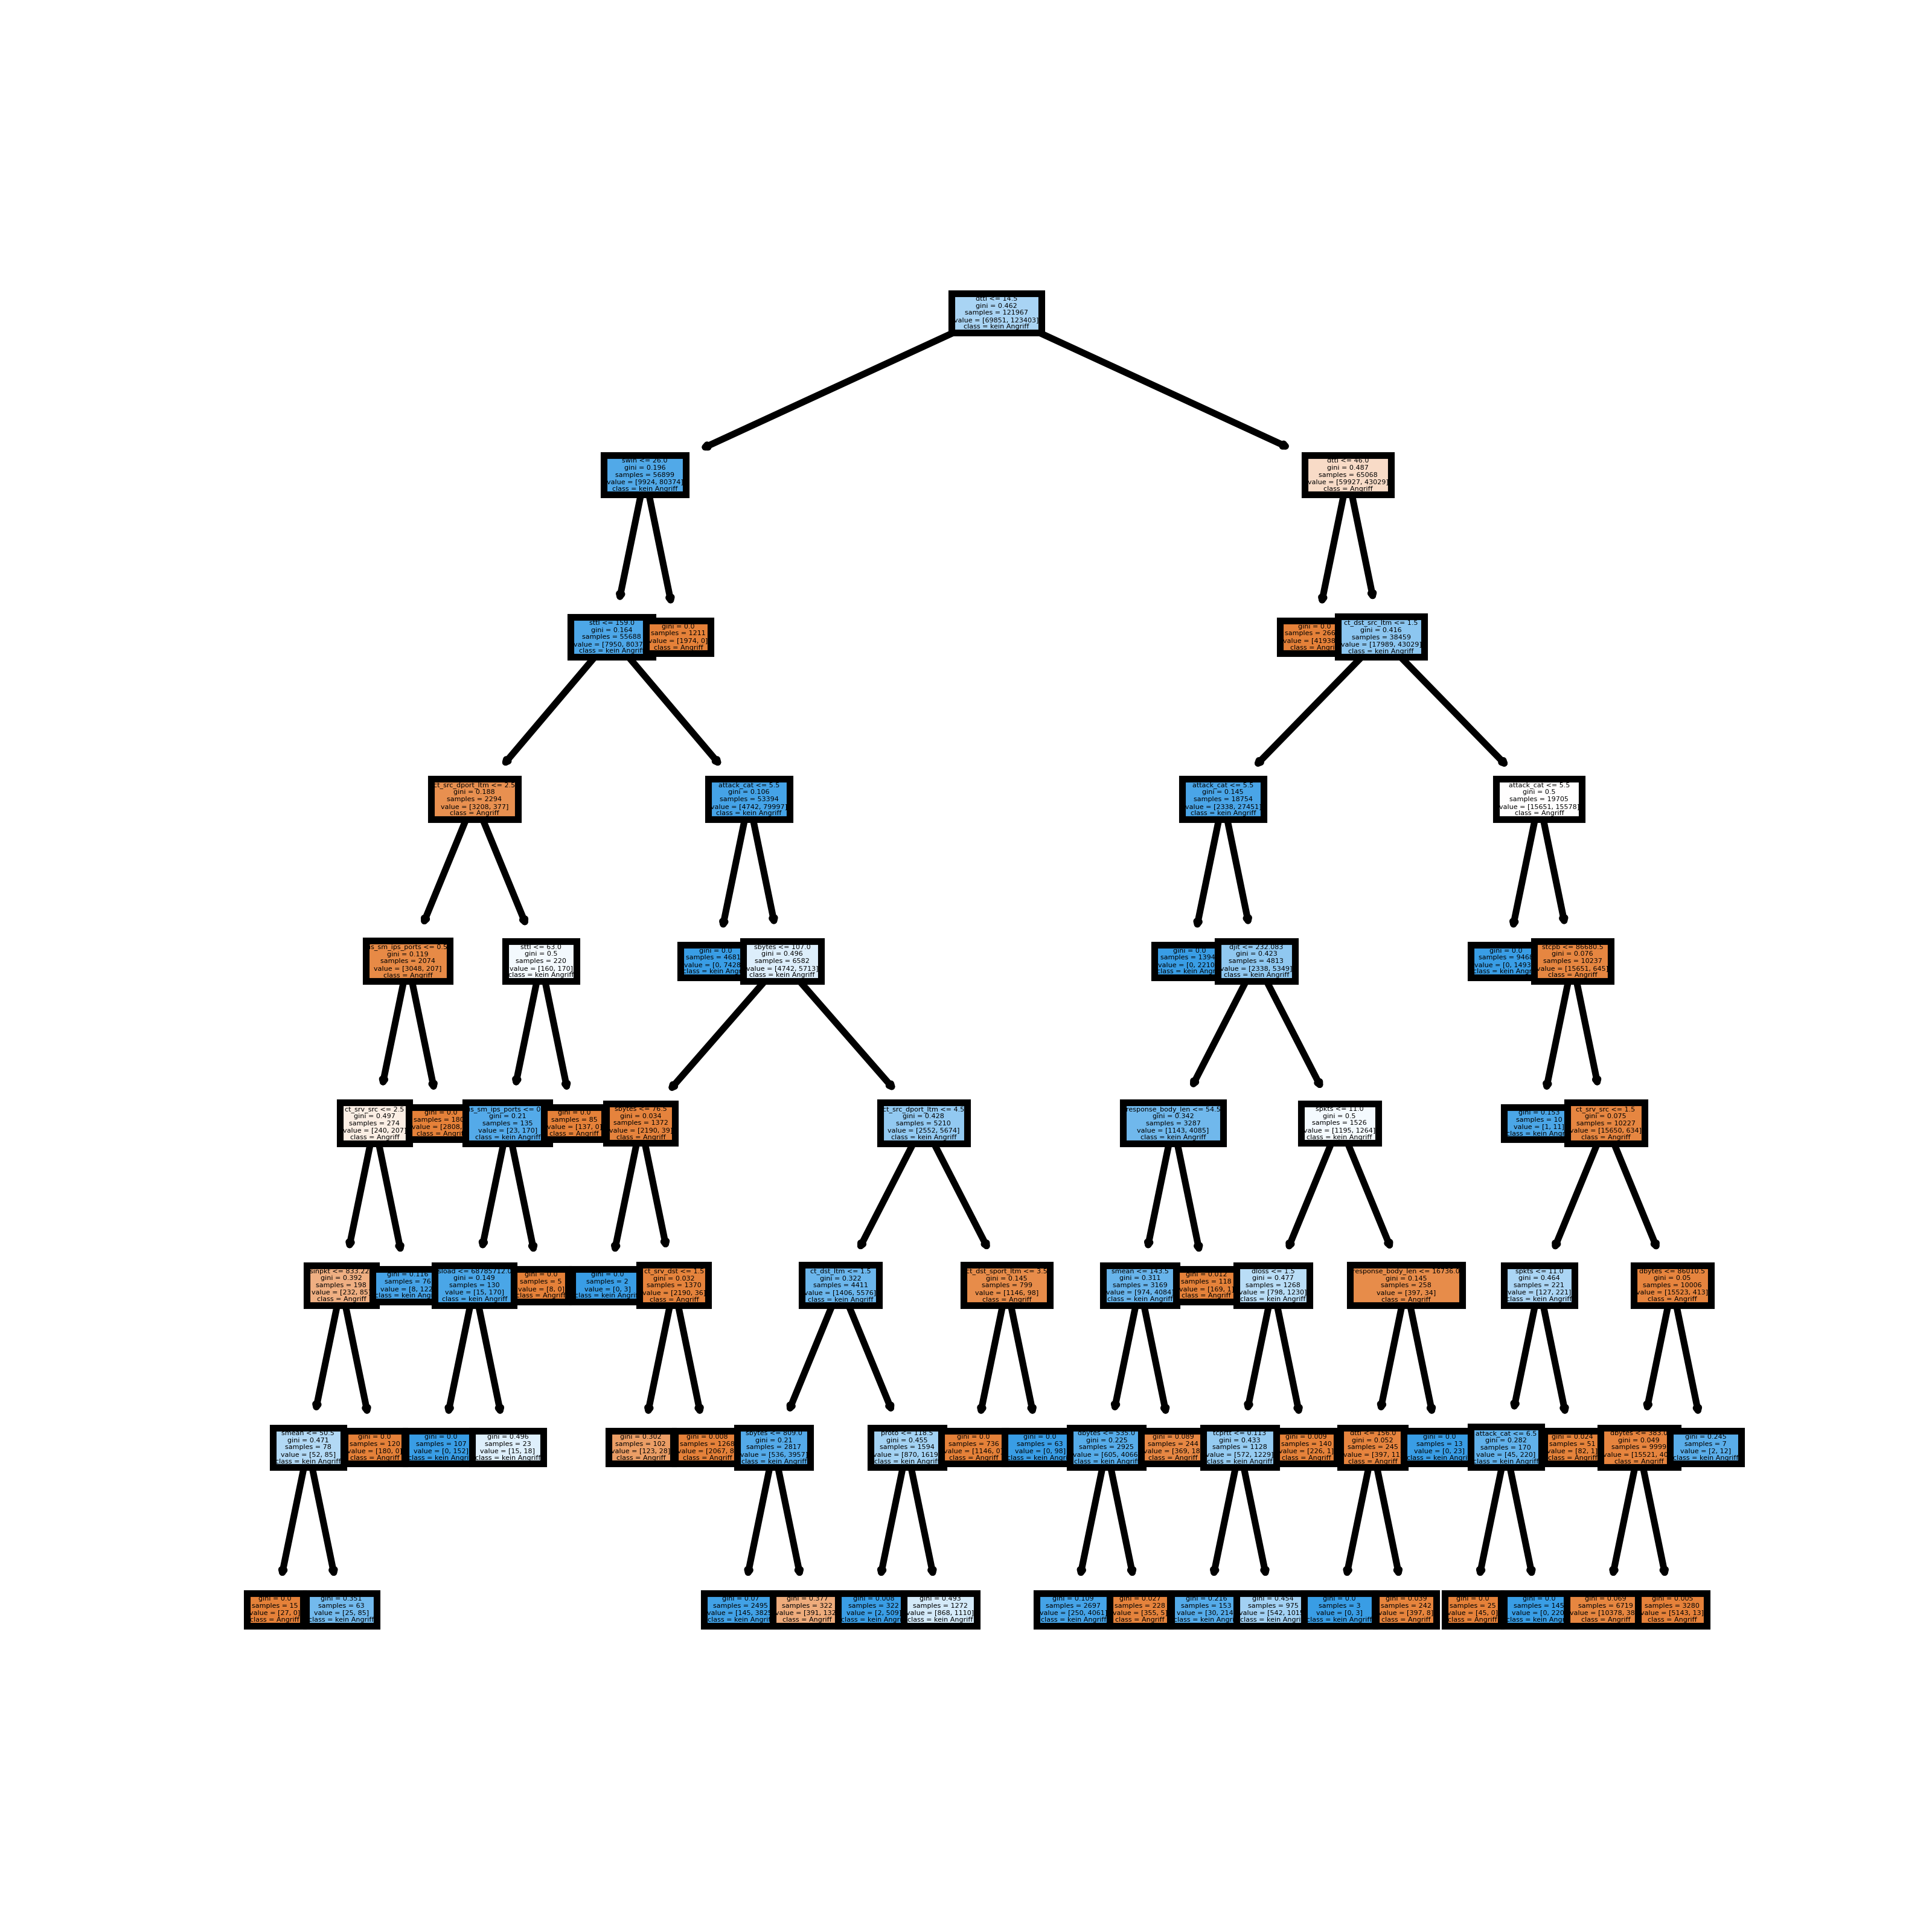 dttl <= 14.5
gini = 0.462
samples = 121967
value = [69851, 123403]
class = kein Angriff
swin <= 26.0
gini = 0.196
samples = 56899
value = [9924, 80374]
class = kein Angriff
dttl <= 46.0
gini = 0.487
samples = 65068
value = [59927, 43029]
class = Angriff
sttl <= 159.0
gini = 0.164
samples = 55688
value = [7950, 8037
class = kein Angriff
gini = 0.0
samples = 1211
value = [1974, 0]
class = Angriff
gini = 0.0
samples = 266
value = [41938
class = Angri
ct_dst_src_ltm <= 1.5
gini = 0.416
samples = 38459
value = [17989, 43029]
class = kein Angriff
ct_src_dport_ltm <= 2.5
gini = 0.188
samples = 2294
value = [3208, 377]
class = Angriff
attack_cat <= 5.5
gini = 0.106
samples = 53394
value = [4742, 79997]
class = kein Angriff
attack_cat <= 5.5
gini = 0.145
samples = 18754
value = [2338, 27451]
class = kein Angriff
attack_cat <= 5.5
gini = 0.5
samples = 19705
value = [15651, 15578]
class = Angriff
is_sm_ips_ports <= 0.5
gini = 0.119
samples = 2074
value = [3048, 207]
class = Angriff
sttl <= 63.0
gini = 0.5
samples = 220
value = [160, 170]
class = kein Angriff
gini = 0.0
samples = 4681
value = [0, 7428
class = kein Ang
sbytes <= 107.0
gini = 0.496
samples = 6582
value = [4742, 5713]
class = kein Angriff
gini = 0.0
samples = 1394
value = [0, 2210
class = kein Ang
djit <= 232.083
gini = 0.423
samples = 4813
value = [2338, 5349]
class = kein Angriff
gini = 0.0
samples = 9468
value = [0, 1493
class = kein Ang
stcpb <= 86680.5
gini = 0.076
samples = 10237
value = [15651, 645]
class = Angriff
ct_srv_src <= 2.5
gini = 0.497
samples = 274
value = [240, 207]
class = Angriff
gini = 0.0
samples = 180
value = [2808,
class = Angri
is_sm_ips_ports <= 0
gini = 0.21
samples = 135
value = [23, 170]
class = kein Angriff
gini = 0.0
samples = 85
value = [137, 0]
class = Angriff
sbytes <= 76.5
gini = 0.034
samples = 1372
value = [2190, 39]
class = Angriff
ct_src_dport_ltm <= 4.5
gini = 0.428
samples = 5210
value = [2552, 5674]
class = kein Angriff
response_body_len <= 54.5
gini = 0.342
samples = 3287
value = [1143, 4085]
class = kein Angriff
spkts <= 11.0
gini = 0.5
samples = 1526
value = [1195, 1264]
class = kein Angriff
gini = 0.153
samples = 10
value = [1, 11]
class = kein Ang
ct_srv_src <= 1.5
gini = 0.075
samples = 10227
value = [15650, 634]
class = Angriff
sinpkt <= 833.22
gini = 0.392
samples = 198
value = [232, 85]
class = Angriff
gini = 0.116
samples = 76
value = [8, 122
class = kein Ang
sload <= 68785712.0
gini = 0.149
samples = 130
value = [15, 170]
class = kein Angriff
gini = 0.0
samples = 5
value = [8, 0]
class = Angriff
gini = 0.0
samples = 2
value = [0, 3]
class = kein Angriff
ct_srv_dst <= 1.5
gini = 0.032
samples = 1370
value = [2190, 36]
class = Angriff
ct_dst_ltm <= 1.5
gini = 0.322
samples = 4411
value = [1406, 5576]
class = kein Angriff
ct_dst_sport_ltm <= 3.5
gini = 0.145
samples = 799
value = [1146, 98]
class = Angriff
smean <= 143.5
gini = 0.311
samples = 3169
value = [974, 4084]
class = kein Angriff
gini = 0.012
samples = 118
value = [169, 1
class = Angriff
dloss <= 1.5
gini = 0.477
samples = 1268
value = [798, 1230]
class = kein Angriff
response_body_len <= 16736.0
gini = 0.145
samples = 258
value = [397, 34]
class = Angriff
spkts <= 11.0
gini = 0.464
samples = 221
value = [127, 221]
class = kein Angriff
dbytes <= 86010.5
gini = 0.05
samples = 10006
value = [15523, 413]
class = Angriff
smean <= 50.5
gini = 0.471
samples = 78
value = [52, 85]
class = kein Angriff
gini = 0.0
samples = 120
value = [180, 0]
class = Angriff
gini = 0.0
samples = 107
value = [0, 152]
class = kein Angriff
gini = 0.496
samples = 23
value = [15, 18]
class = kein Angriff
gini = 0.302
samples = 102
value = [123, 28]
class = Angriff
gini = 0.008
samples = 1268
value = [2067, 8
class = Angriff
sbytes <= 809.0
gini = 0.21
samples = 2817
value = [536, 3957]
class = kein Angriff
proto <= 118.5
gini = 0.455
samples = 1594
value = [870, 1619
class = kein Angriff
gini = 0.0
samples = 736
value = [1146, 0]
class = Angriff
gini = 0.0
samples = 63
value = [0, 98]
class = kein Angriff
dbytes <= 535.0
gini = 0.225
samples = 2925
value = [605, 4066
class = kein Angriff
gini = 0.089
samples = 244
value = [369, 18
class = Angriff
tcprtt <= 0.113
gini = 0.433
samples = 1128
value = [572, 1229]
class = kein Angriff
gini = 0.009
samples = 140
value = [226, 1]
class = Angriff
dttl <= 156.0
gini = 0.052
samples = 245
value = [397, 11
class = Angriff
gini = 0.0
samples = 13
value = [0, 23]
class = kein Angriff
attack_cat <= 6.5
gini = 0.282
samples = 170
value = [45, 220]
class = kein Angriff
gini = 0.024
samples = 51
value = [82, 1]
class = Angriff
dbytes <= 383.0
gini = 0.049
samples = 9999
value = [15521, 40
class = Angriff
gini = 0.245
samples = 7
value = [2, 12]
class = kein Angriff
gini = 0.0
samples = 15
value = [27, 0]
class = Angriff
gini = 0.351
samples = 63
value = [25, 85]
class = kein Angriff
gini = 0.07
samples = 2495
value = [145, 3825
class = kein Angriff
gini = 0.377
samples = 322
value = [391, 132
class = Angriff
gini = 0.008
samples = 322
value = [2, 509]
class = kein Angriff
gini = 0.493
samples = 1272
value = [868, 1110]
class = kein Angriff
gini = 0.109
samples = 2697
value = [250, 4061]
class = kein Angriff
gini = 0.027
samples = 228
value = [355, 5]
class = Angriff
gini = 0.216
samples = 153
value = [30, 214]
class = kein Angriff
gini = 0.454
samples = 975
value = [542, 1015
class = kein Angriff
gini = 0.0
samples = 3
value = [0, 3]
class = kein Angriff
gini = 0.039
samples = 242
value = [397, 8]
class = Angriff
gini = 0.0
samples = 25
value = [45, 0]
class = Angriff
gini = 0.0
samples = 145
value = [0, 220
class = kein Angriff
gini = 0.069
samples = 6719
value = [10378, 38
class = Angriff
gini = 0.005
samples = 3280
value = [5143, 13]
class = Angriff